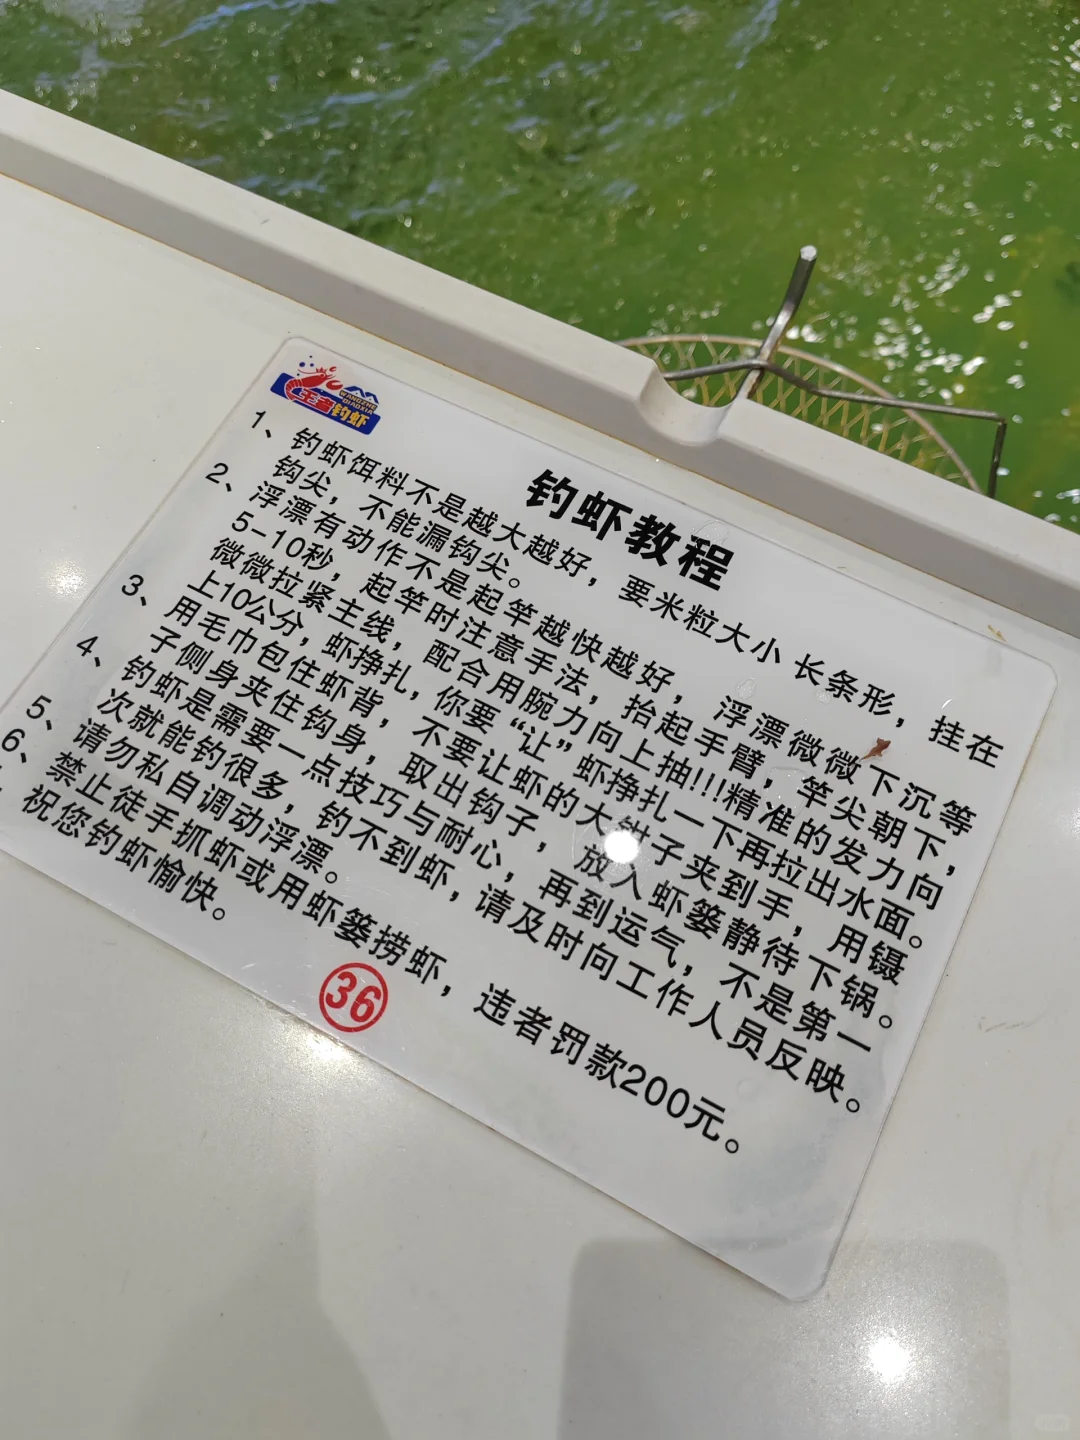 王者钓虾
WANGZHE
DIAOXIA
钓虾教程
1、钓虾饵料不是越大越好，要米粒大小 长条形，挂在
钩尖，不能漏钩尖。
2、浮漂有动作不是起竿越快越好，浮漂微微下沉等
5-10秒，起竿时注意手法，抬起手臂，竿尖朝下，
微微拉紧主线，配合用腕力向上抽!!!精准的发力向
上10公分，虾挣扎，你要“让”虾挣扎一下再拉出水面。
3、用毛巾包住虾背，不要让虾的大钳子夹到手，用镊
子侧身夹住钩身，取出钩子，放入虾篓静待下锅。
4、钓虾是需要一点技巧与耐心，再到运气，不是第一
次就能钓很多，钓不到虾，请及时向工作人员反映。
5、请勿私自调动浮漂。
6、禁止徒手抓虾或用虾篓捞虾，违者罚款200元。
、祝您钓虾愉快。
36